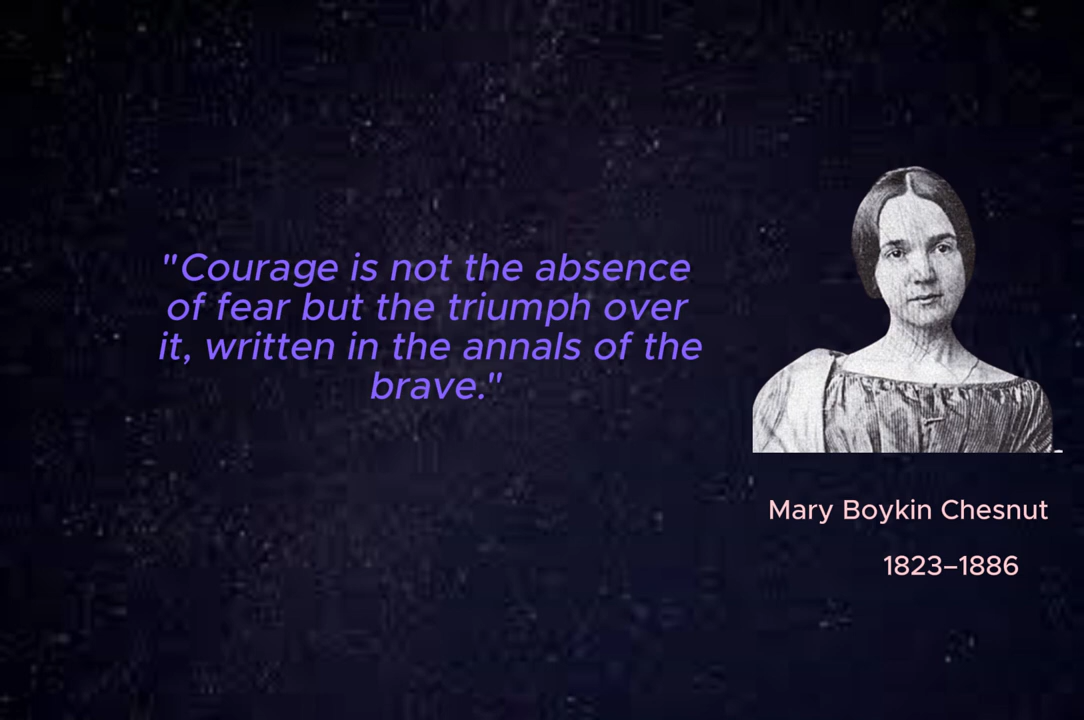 "Courage is not the absence
of fear but the triumph over
it, written in the annals of the
brave."
Mary Boykin Chesnut
1823–1886